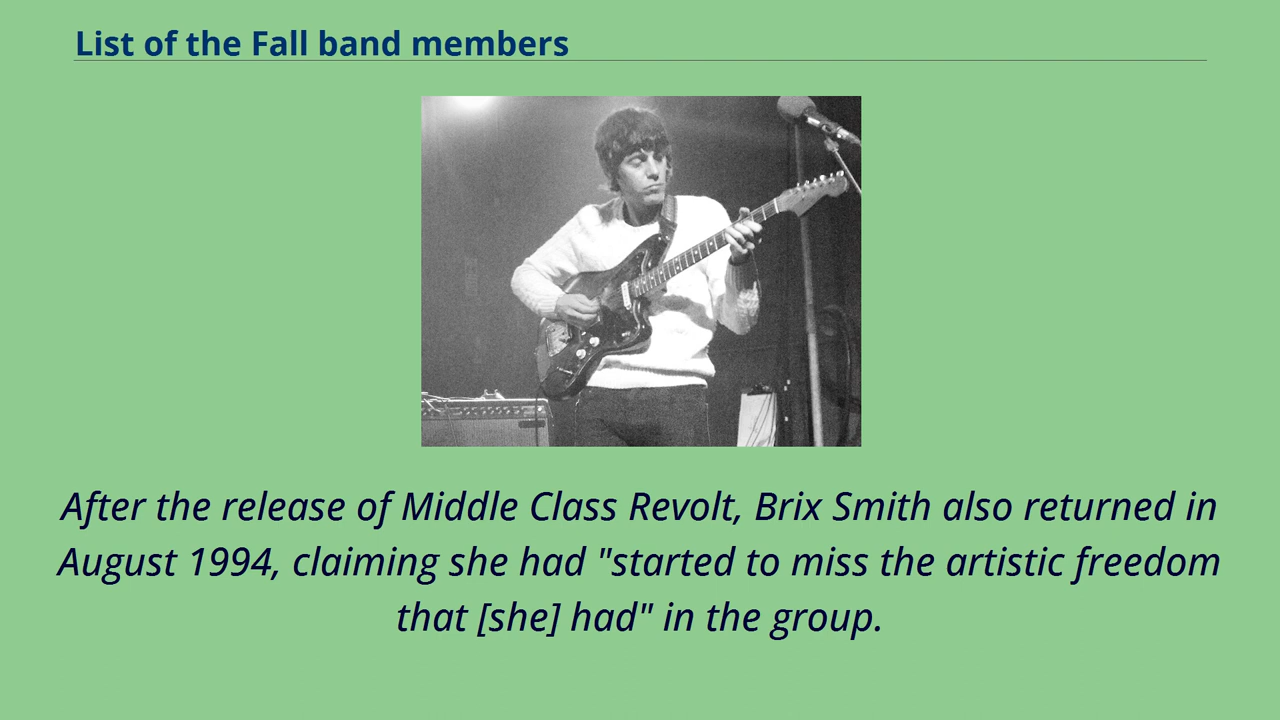 List of the Fall band members
After the release of Middle Class Revolt, Brix Smith also returned in
August 1994, claiming she had "started to miss the artistic freedom
that [she] had" in the group.